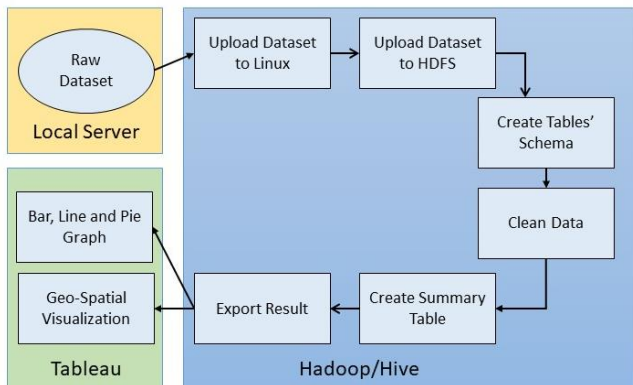 Raw
Dataset
Local Server
Upload Dataset
to Linux
Upload Dataset
to HDFS
Create Tables'
Schema
Clean Data
Create Summary
Table
Export Result
Hadoop/Hive
Bar, Line and Pie
Graph
Geo-Spatial
Visualization
Tableau